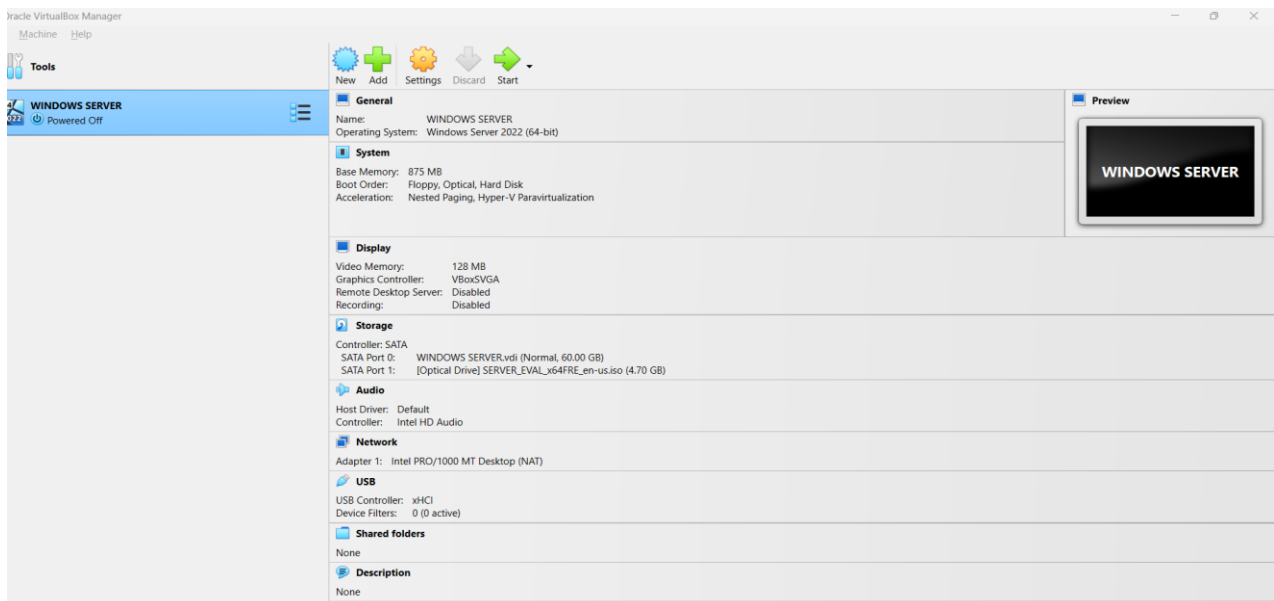 Oracle VirtualBox Manager
Machine Help
Tools
New Add Settings Discard Start
WINDOWS SERVER
Powered Off
General
Name: WINDOWS SERVER
Operating System: Windows Server 2022 (64-bit)
System
Base Memory: 875 MB
Boot Order: Floppy, Optical, Hard Disk
Acceleration: Nested Paging, Hyper-V Paravirtualization
Preview
WINDOWS SERVER
Display
Video Memory: 128 MB
Graphics Controller: VBoxSVGA
Remote Desktop Server: Disabled
Recording: Disabled
Storage
Controller: SATA
SATA Port 0: WINDOWS SERVER.vdi (Normal, 60.00 GB)
SATA Port 1: [Optical Drive] SERVER_EVAL_x64FRE_en-us.iso (4.70 GB)
Audio
Host Driver: Default
Controller: Intel HD Audio
Network
Adapter 1: Intel PRO/1000 MT Desktop (NAT)
USB
USB Controller: xHCI
Device Filters: 0 (0 active)
Shared folders
None
Description
None